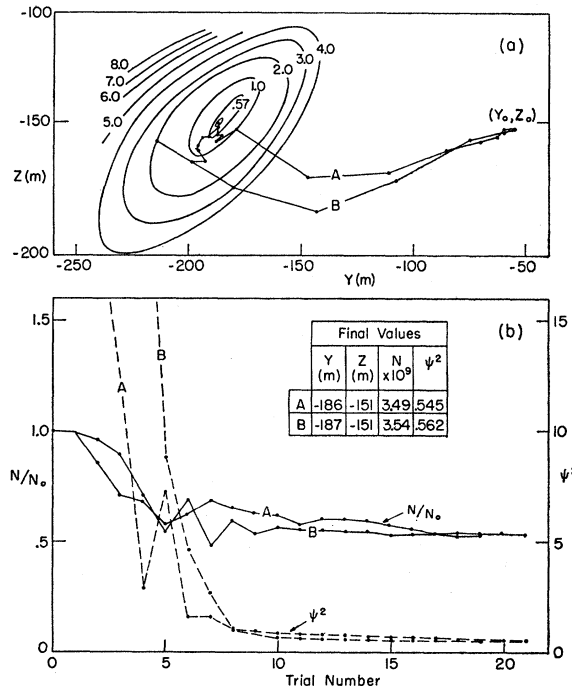 -100
(a)
4.0
3.0
2.0
1.0
.57
8.0
7.0
6.0
5.0
-150
(Y₀,Z₀)
Z(m)
A
B
-200
-250
-200
-150
-100
-50
Y(m)
1.5
(b)
15
B
A
Final Values
Y (m) Z (m) N x10⁹ ψ²
A -186 -151 3.49 .545
B -187 -151 3.54 .562
1.0
10
N/N₀
ψ²
A
N/N₀
.5
B
5
ψ²
0
0
0
5
10
15
20
Trial Number